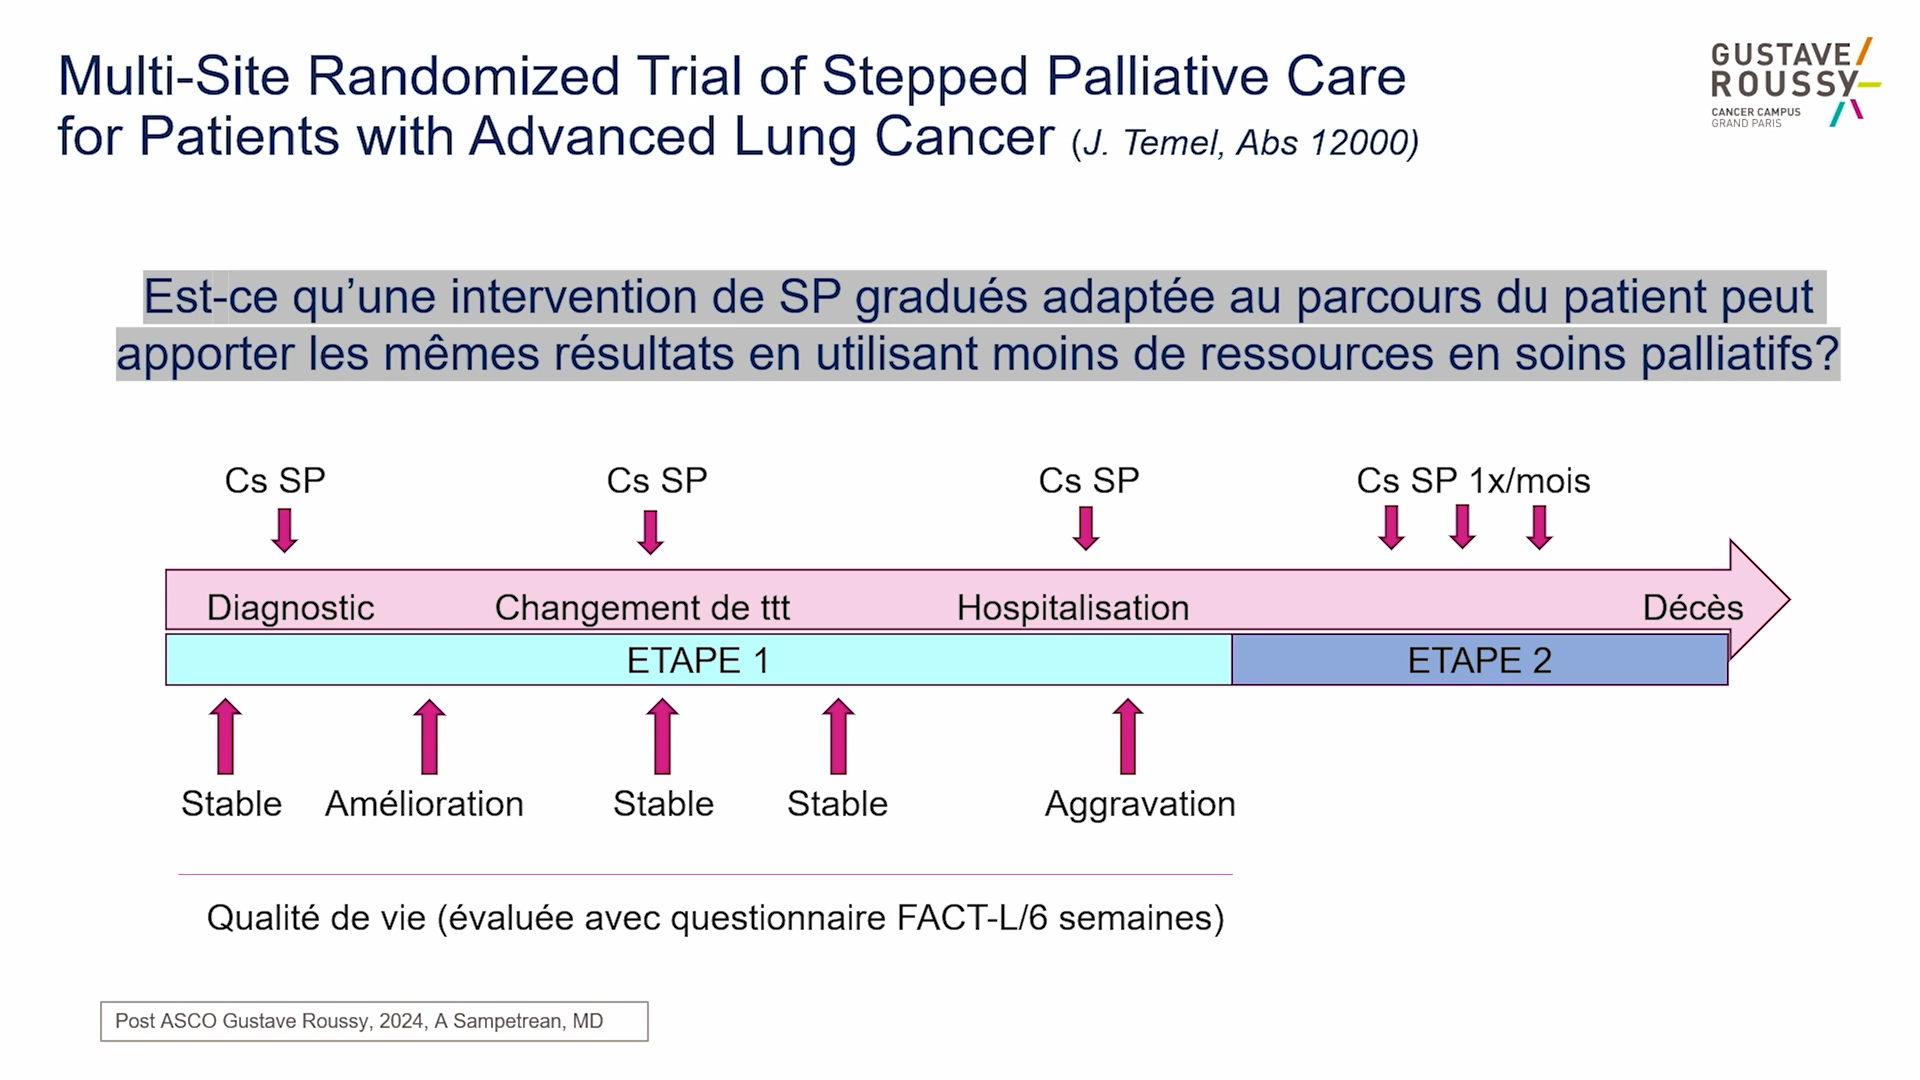 Multi-Site Randomized Trial of Stepped Palliative Care
for Patients with Advanced Lung Cancer (J. Temel, Abs 12000)
GUSTAVE
ROUSSY
CANCER CAMPUS
GRAND PARIS
Est-ce qu’une intervention de SP gradués adaptée au parcours du patient peut
apporter les mêmes résultats en utilisant moins de ressources en soins palliatifs?
Cs SP Cs SP Cs SP Cs SP 1x/mois
Diagnostic Changement de ttt Hospitalisation Décès
ETAPE 1 ETAPE 2
Stable Amélioration Stable Stable Aggravation
Qualité de vie (évaluée avec questionnaire FACT-L/6 semaines)
Post ASCO Gustave Roussy, 2024, A Sampetrean, MD